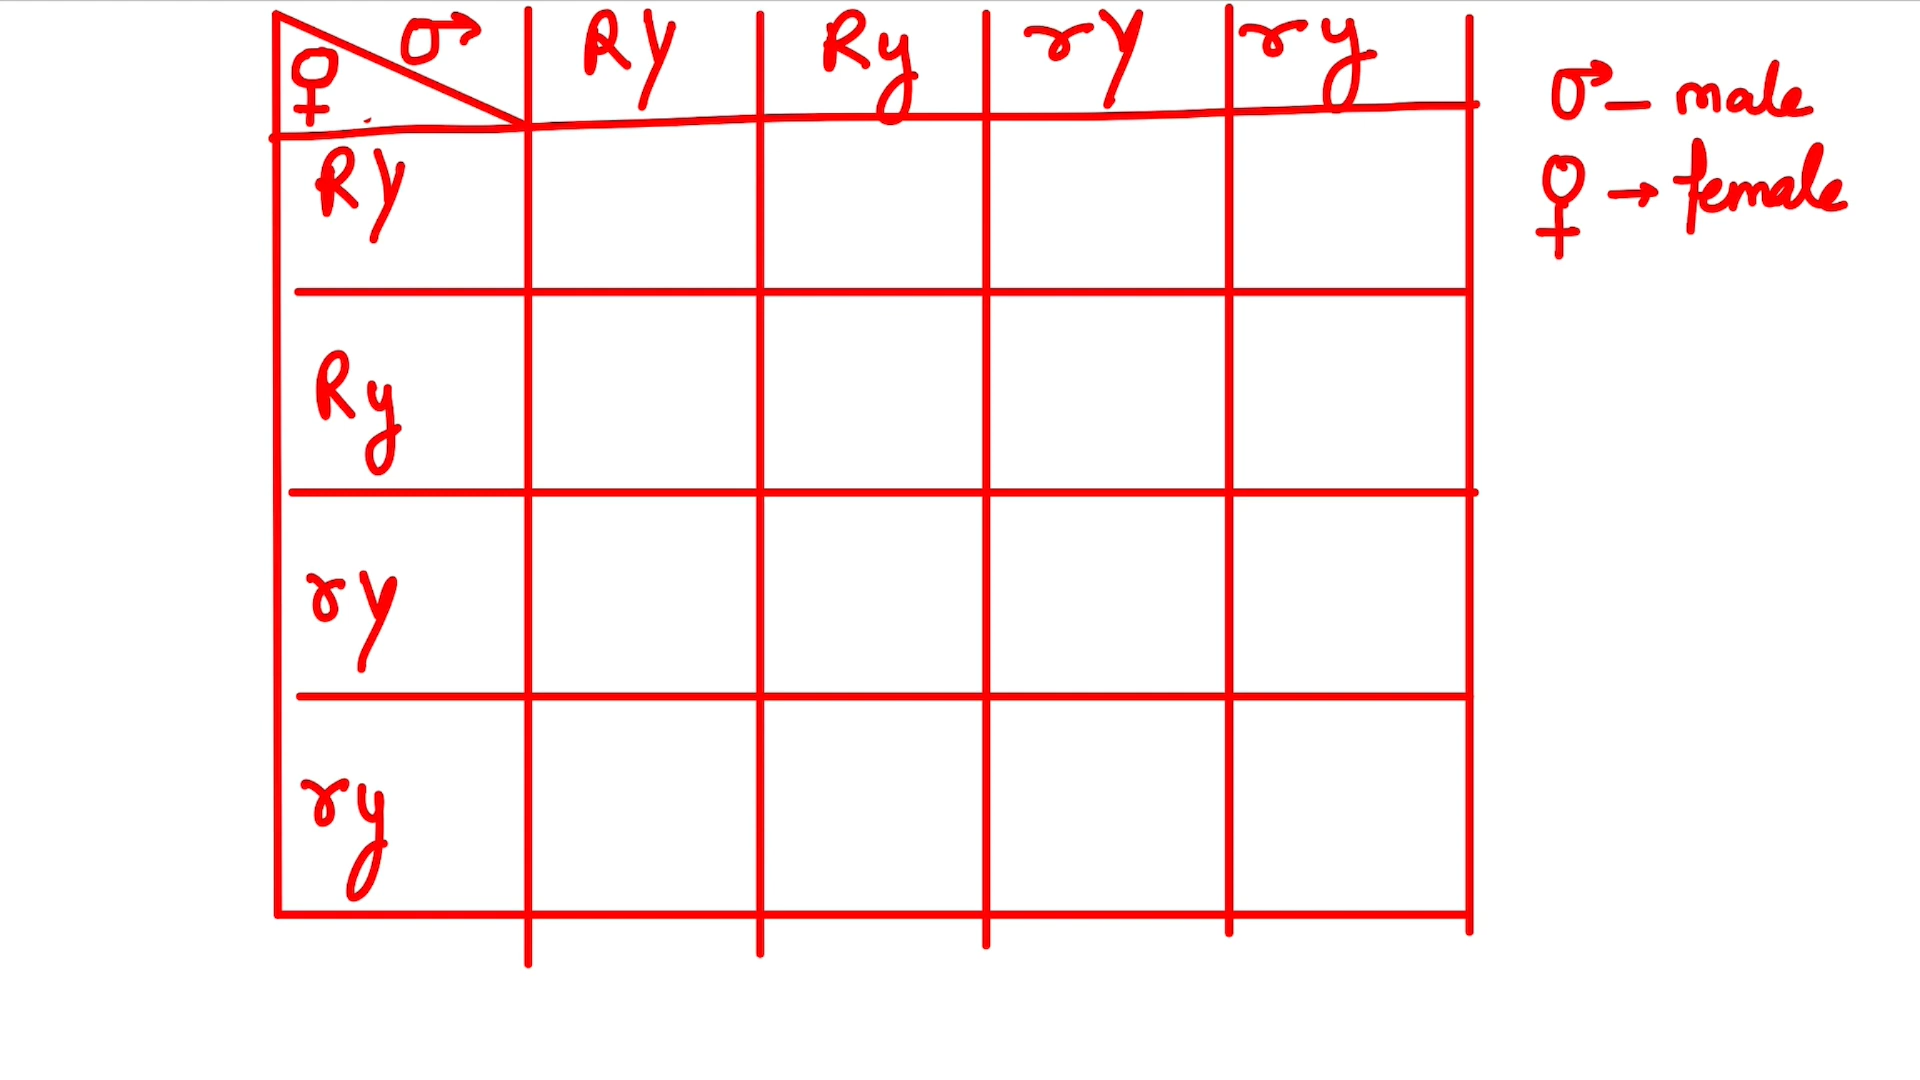 ♀ ♂ RY Ry rY ry
RY
Ry
rY
ry
♂ — male
♀ → female